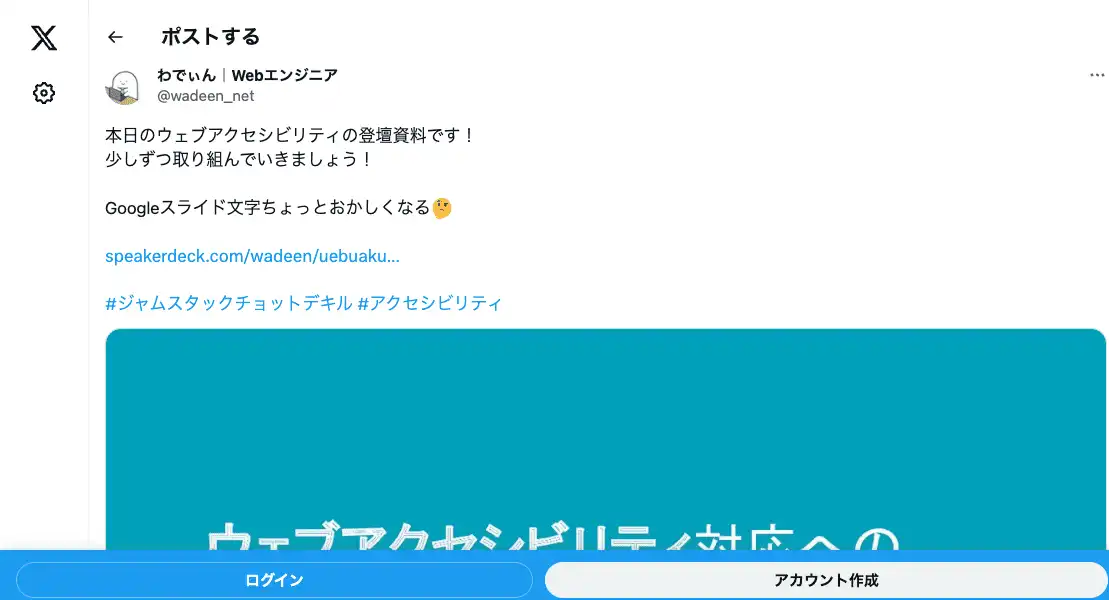 ポストする
わでぃん｜Webエンジニア
@wadeen_net
本日のウェブアクセシビリティの登壇資料です！
少しずつ取り組んでいきましょう！
Googleスライド文字ちょっとおかしくなる🤔
speakerdeck.com/wadeen/uebuaku…
#ジャムスタックチョットデキル #アクセシビリティ
ウェブアクセシビリティ対応への
ログイン
アカウント作成